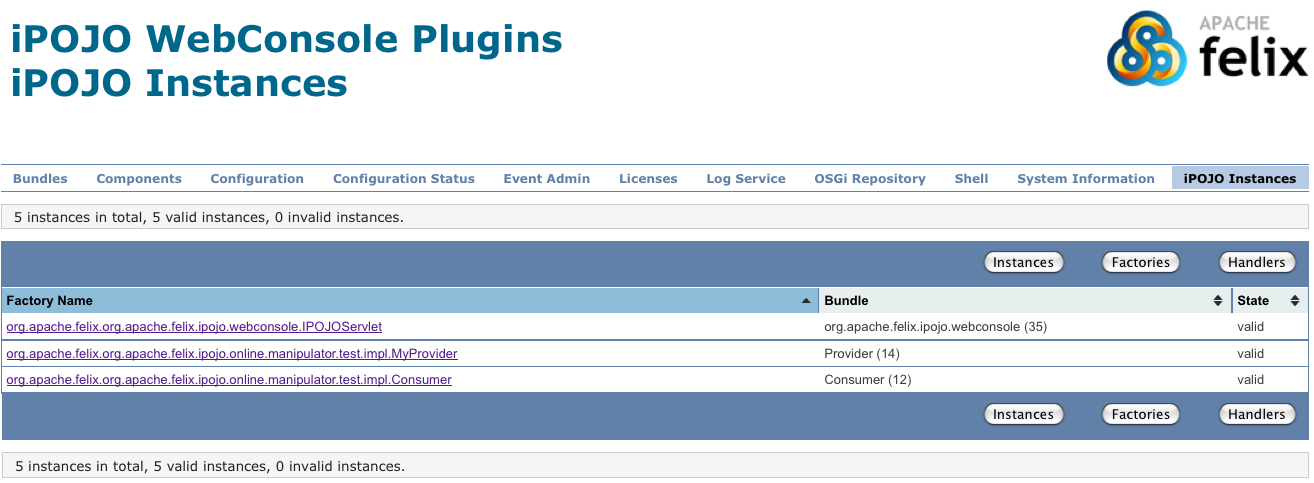 iPOJO WebConsole Plugins
iPOJO Instances
APACHE
felix
Bundles Components Configuration Configuration Status Event Admin Licenses Log Service OSGi Repository Shell System Information iPOJO Instances
5 instances in total, 5 valid instances, 0 invalid instances.
Instances Factories Handlers
Factory Name Bundle State
org.apache.felix.org.apache.felix.ipojo.webconsole.IPOJOServlet org.apache.felix.ipojo.webconsole (35) valid
org.apache.felix.org.apache.felix.ipojo.online.manipulator.test.impl.MyProvider Provider (14) valid
org.apache.felix.org.apache.felix.ipojo.online.manipulator.test.impl.Consumer Consumer (12) valid
Instances Factories Handlers
5 instances in total, 5 valid instances, 0 invalid instances.